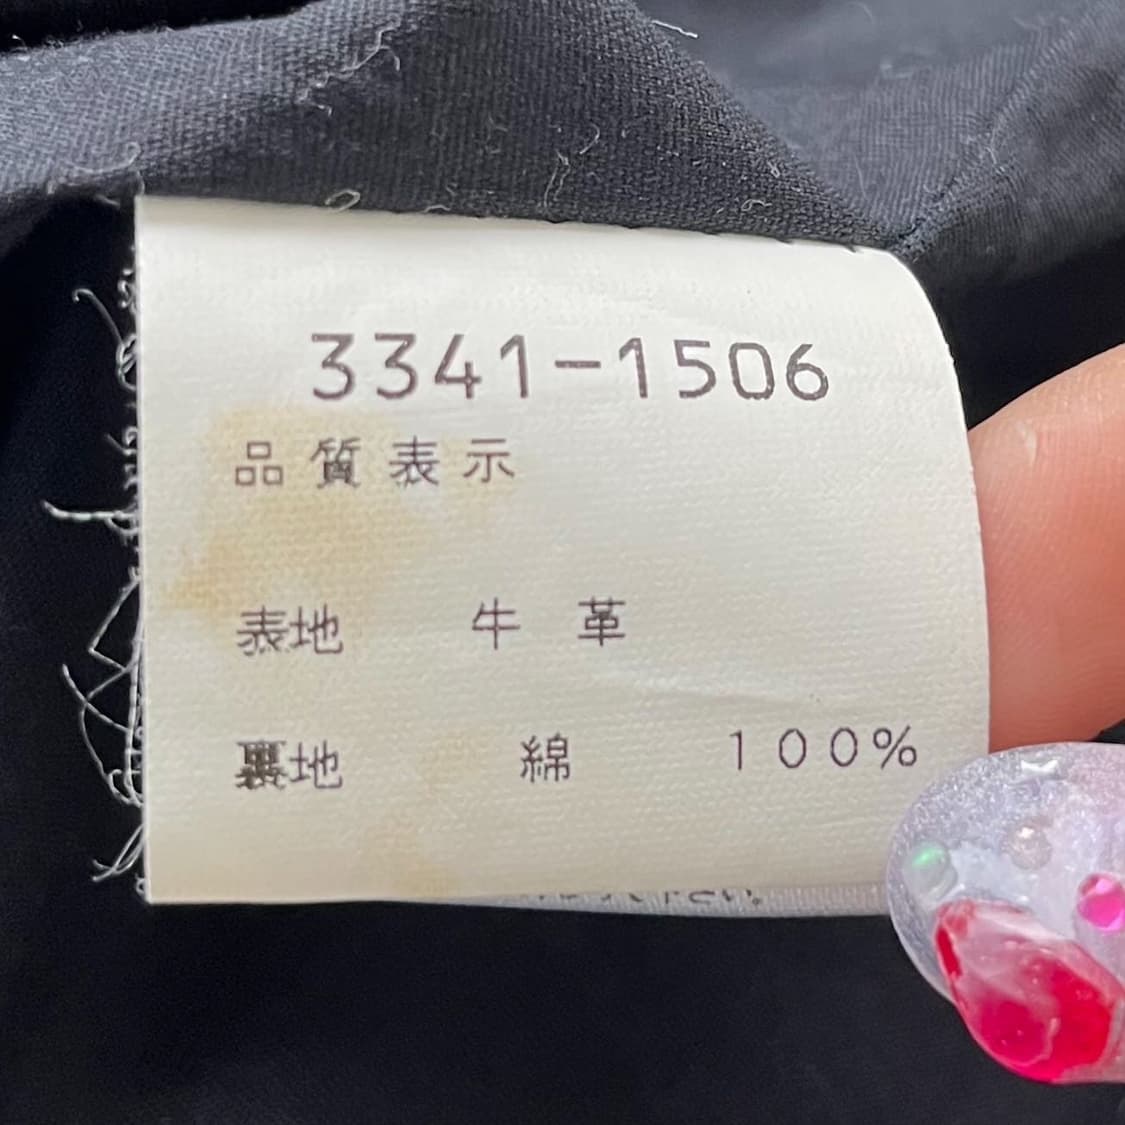 3341-1506
品質表示
表地 牛革
裏地 綿 100%